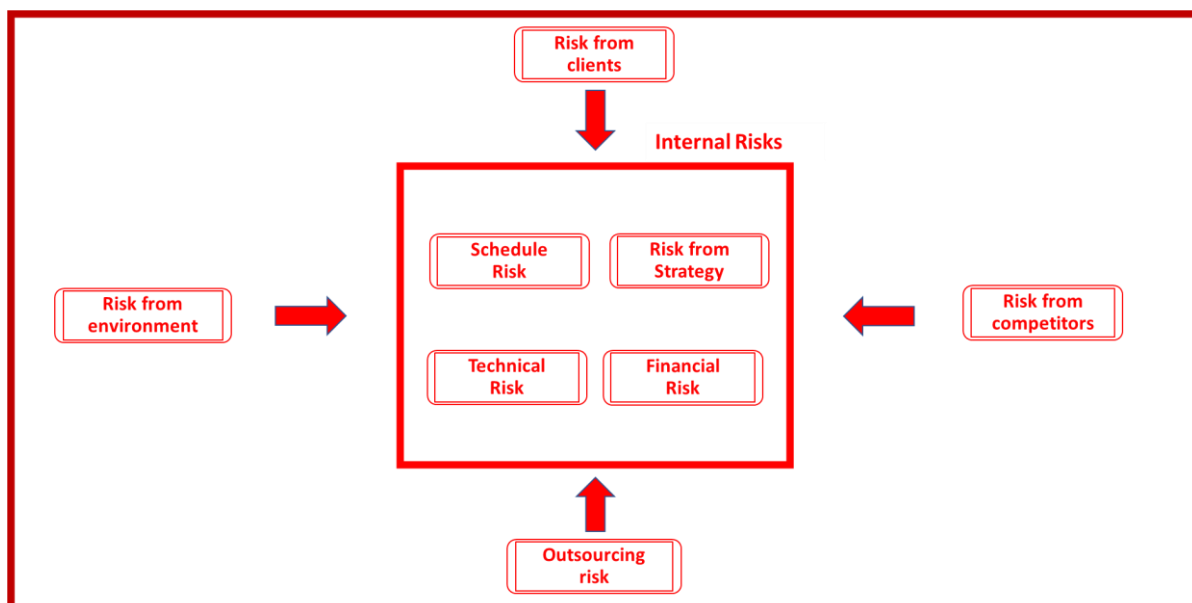 Risk from
clients
Internal Risks
Schedule
Risk
Risk from
Strategy
Risk from
environment
Risk from
competitors
Technical
Risk
Financial
Risk
Outsourcing
risk